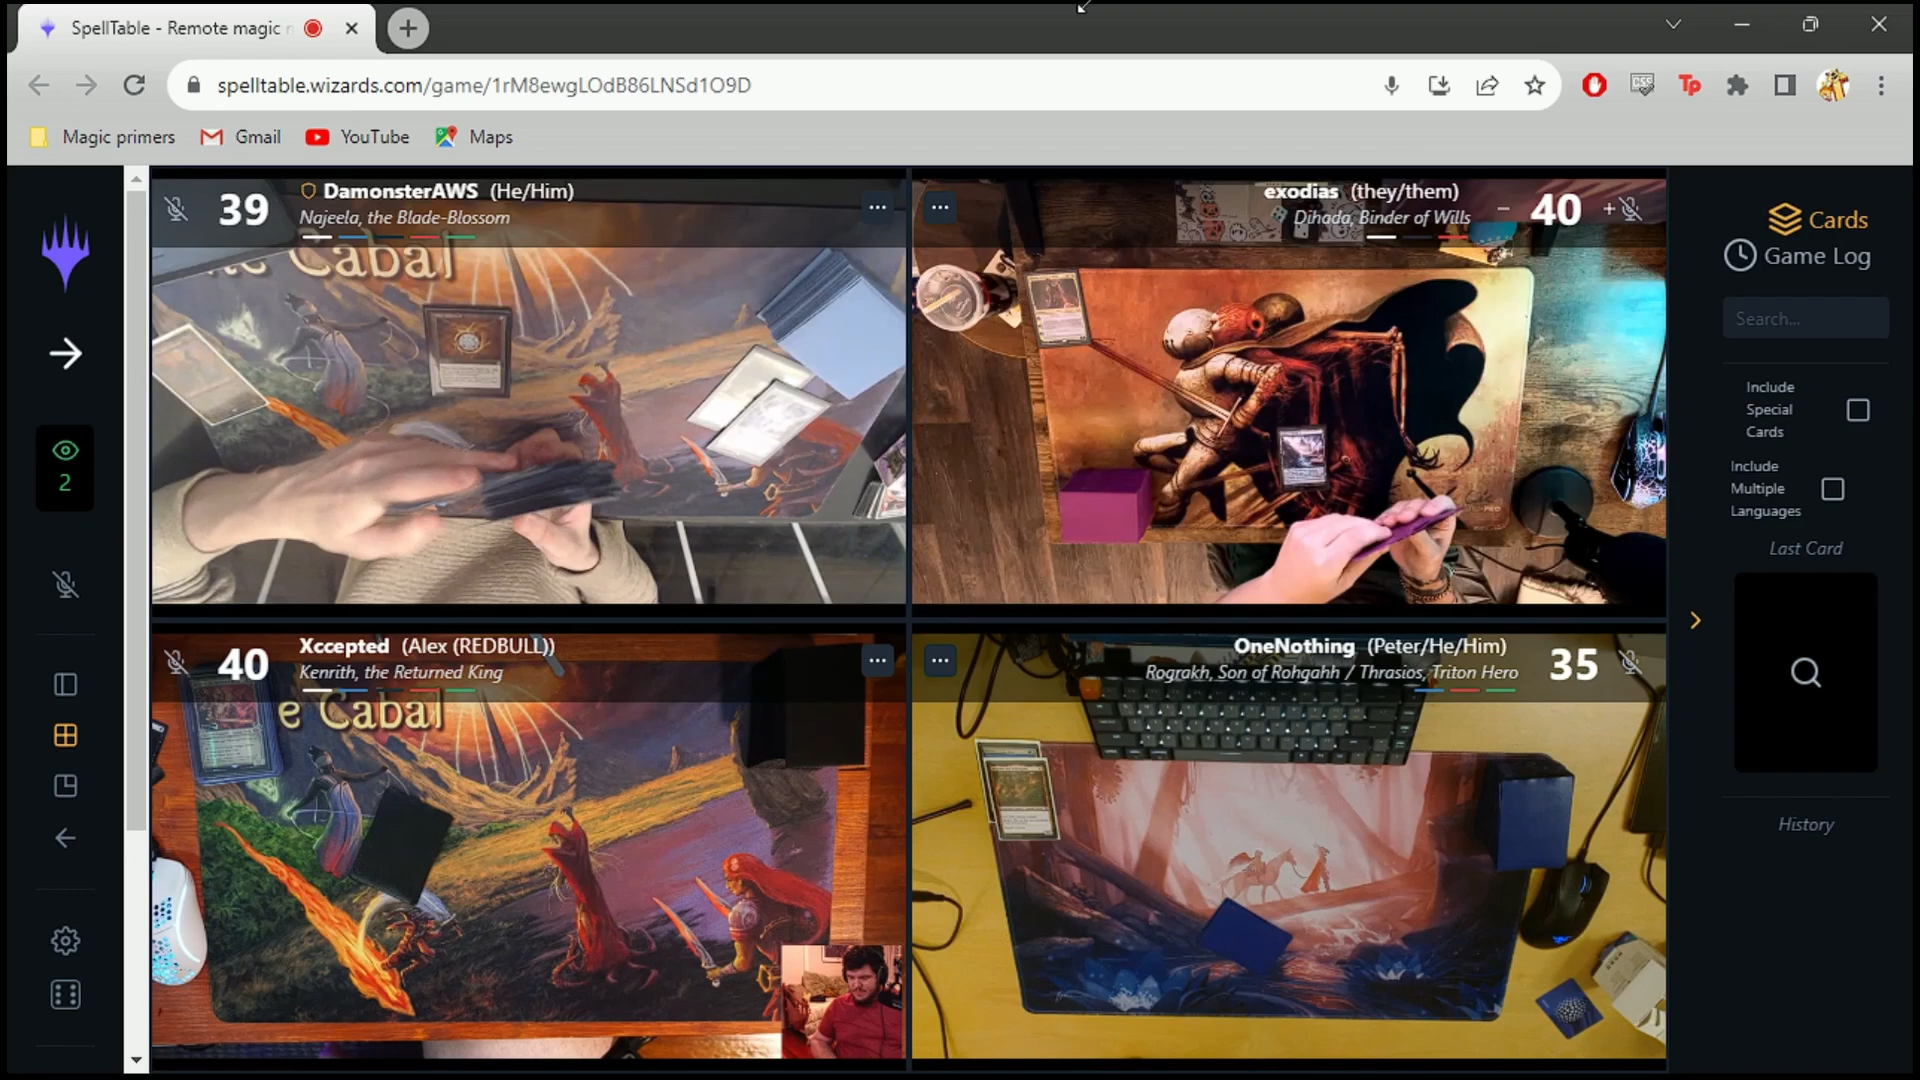 SpellTable - Remote magic
spelltable.wizards.com/game/1rM8ewgLOdB86LNSd1O9D
Magic primers
Gmail
YouTube
Maps
39
DamonsterAWS (He/Him)
Najeela, the Blade-Blossom
exodias (they/them)
Dihada, Binder of Wills
- 40 +
Cards
Game Log
Search...
Include Special Cards
Include Multiple Languages
Last Card
History
2
Cabal
40
Xccepted (Alex (REDBULL))
Kenrith, the Returned King
e Cabal
OneNothing (Peter/He/Him)
Rograkh, Son of Rohgahh / Thrasios, Triton Hero
35